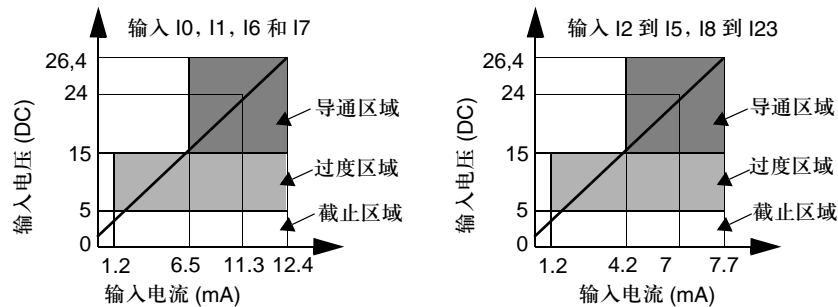 输入 I0, I1, I6 和 I7
输入电压 (DC)
26,4
24
15
5
0
导通区域
过度区域
截止区域
1.2
6.5
11.3
12.4
输入电流 (mA)
输入 I2 到 I5, I8 到 I23
输入电压 (DC)
26,4
24
15
5
0
导通区域
过度区域
截止区域
1.2
4.2
7
7.7
输入电流 (mA)